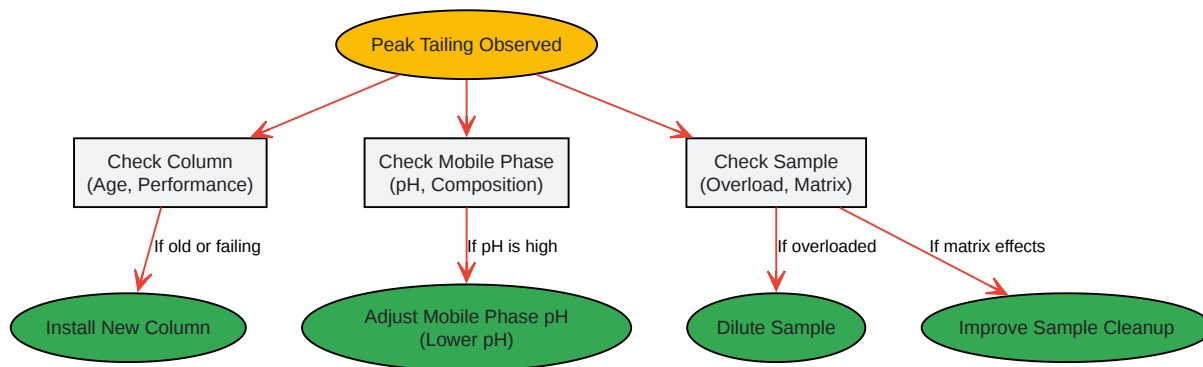 Peak Tailing Observed
Check Column
(Age, Performance)
Check Mobile Phase
(pH, Composition)
Check Sample
(Overload, Matrix)
If old or failing
If pH is high
If overloaded
If matrix effects
Install New Column
Adjust Mobile Phase pH
(Lower pH)
Dilute Sample
Improve Sample Cleanup